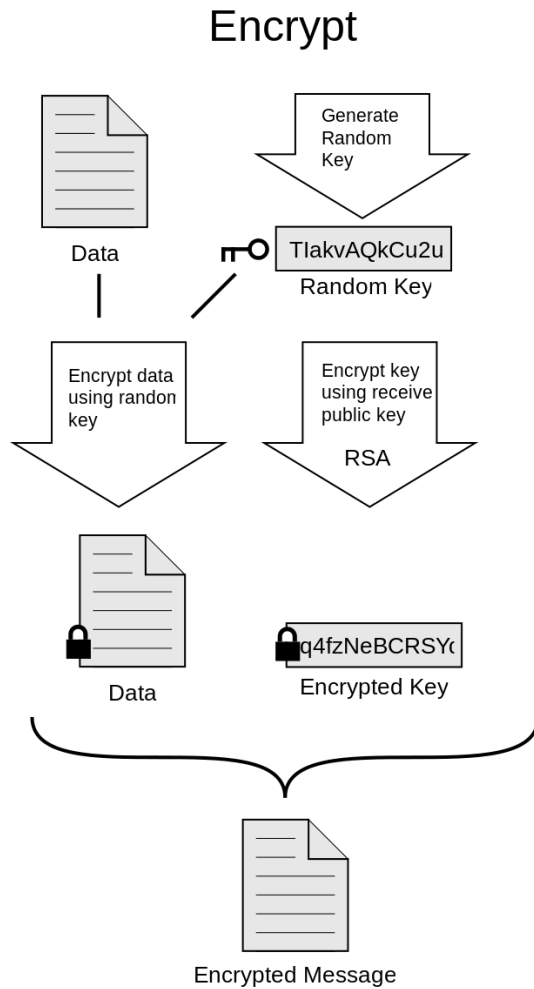 Encrypt
Generate
Random
Key
Data
TIakvAQkCu2u
Random Key
Encrypt data
using random
key
Encrypt key
using receive
public key
RSA
q4fzNeBCRSY
Data
Encrypted Key
Encrypted Message